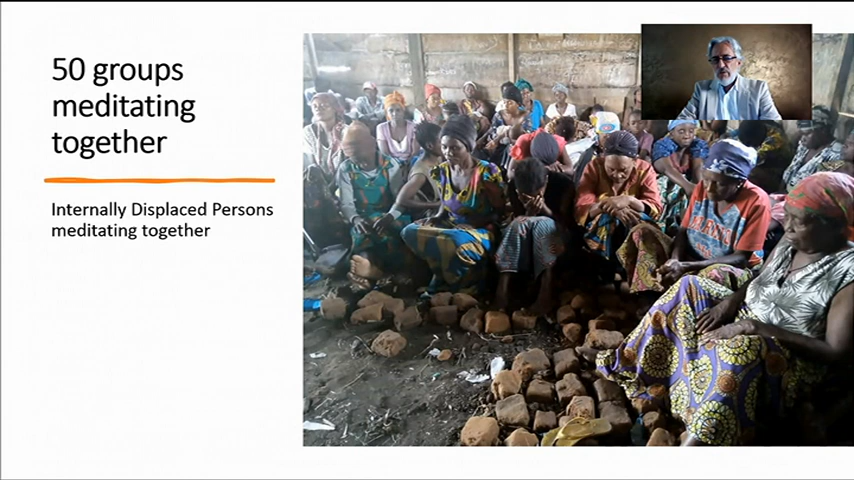 50 groups
meditating
together
Internally Displaced Persons
meditating together